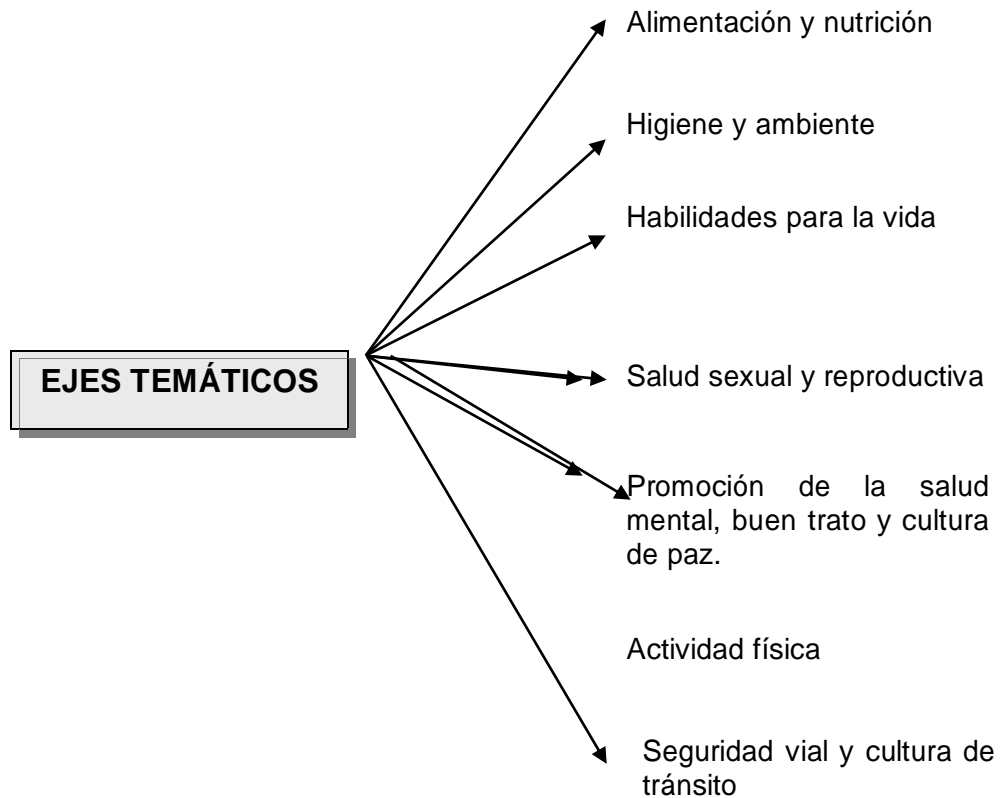 Alimentación y nutrición
Higiene y ambiente
Habilidades para la vida
EJES TEMÁTICOS
Salud sexual y reproductiva
Promoción de la salud
mental, buen trato y cultura
de paz.
Actividad física
Seguridad vial y cultura de
tránsito